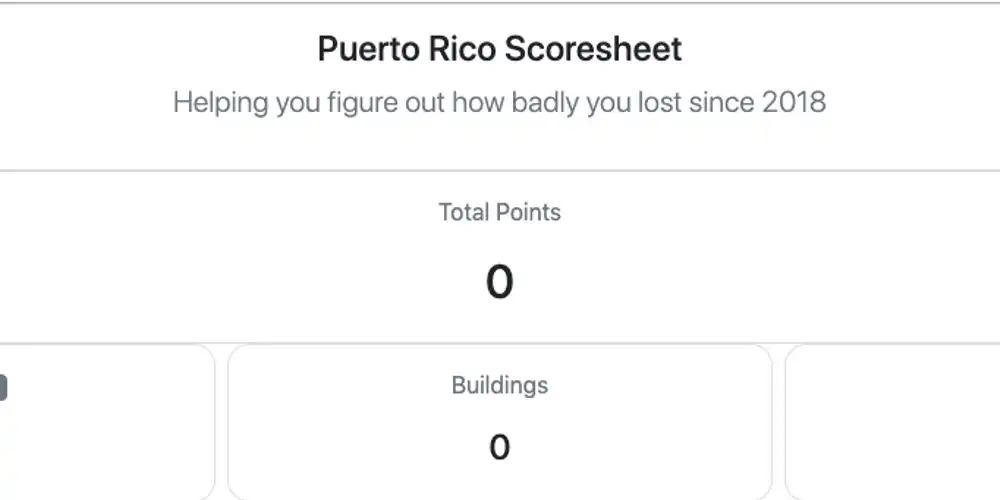 Puerto Rico Scoresheet
Helping you figure out how badly you lost since 2018
Total Points
0
Buildings
0